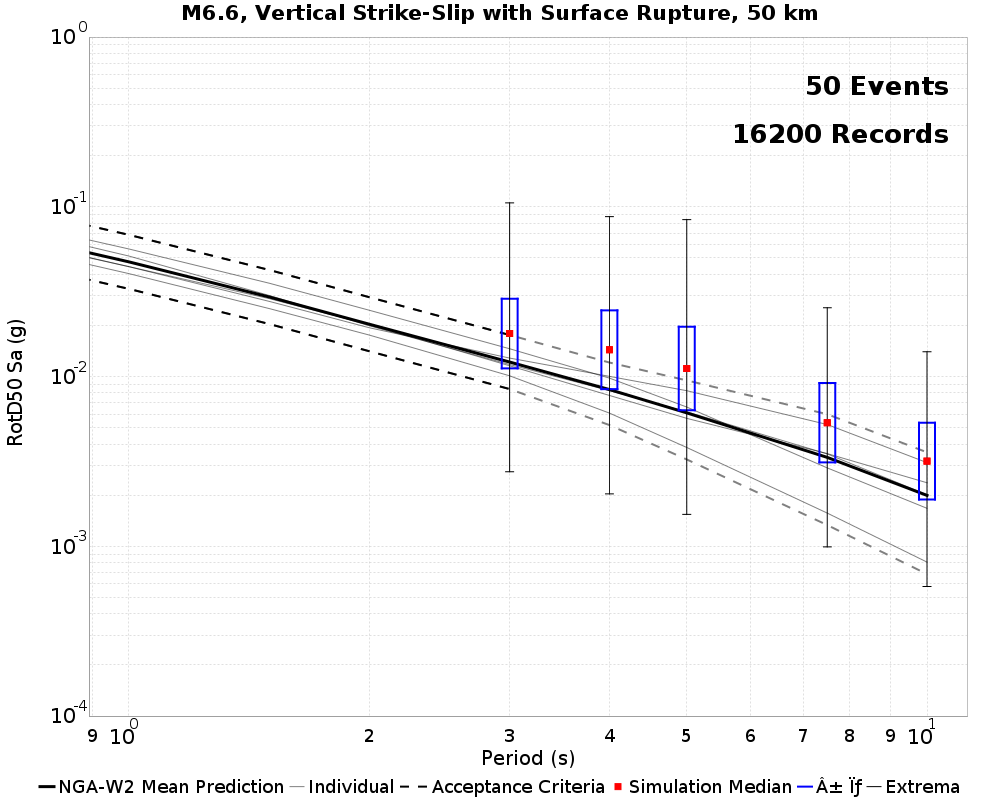 M6.6, Vertical Strike-Slip with Surface Rupture, 50 km
50 Events
16200 Records
RotD50 Sa (g)
10^0
10^-1
10^-2
10^-3
10^-4
9 10^0 2 3 4 5 6 7 8 9 10^1
Period (s)
NGA-W2 Mean Prediction Individual Acceptance Criteria Simulation Median Â± Ïƒ Extrema